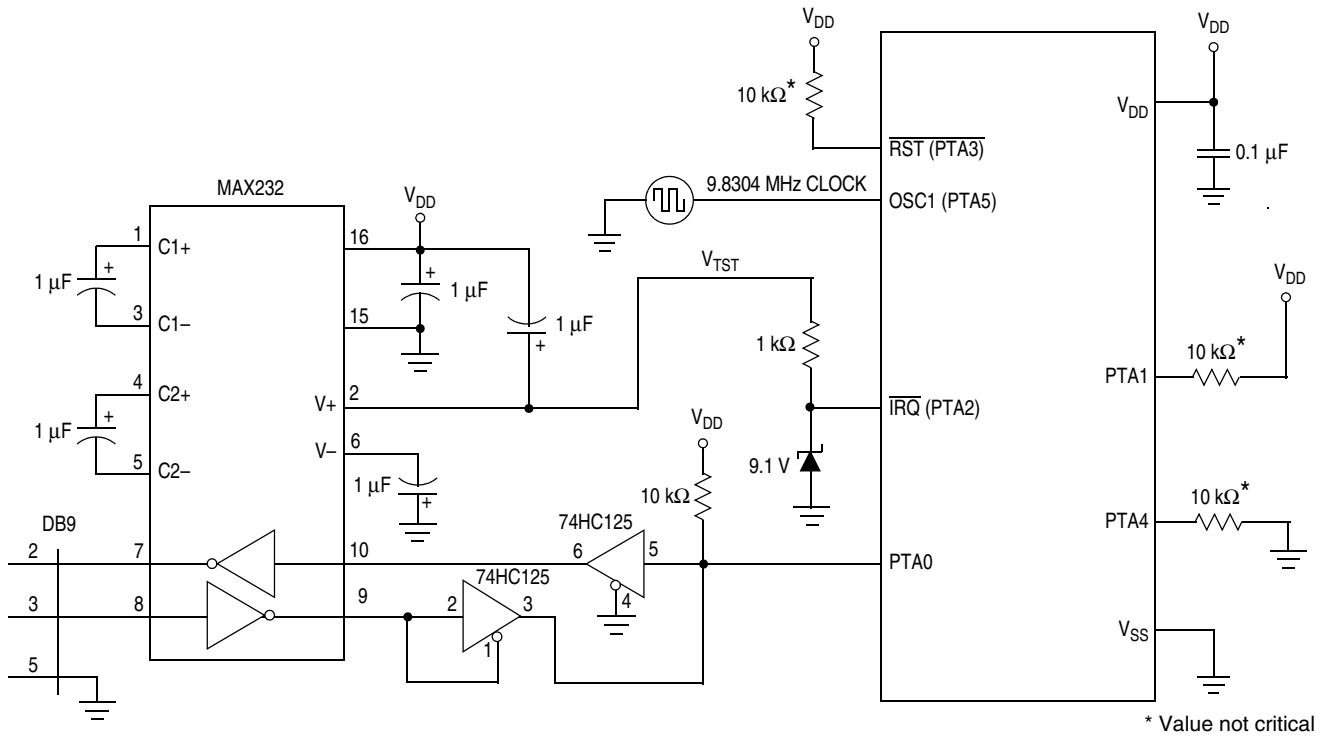 V_DD
10 kΩ*
RST (PTA3)
9.8304 MHz CLOCK
OSC1 (PTA5)
V_DD
V_DD
0.1 µF
MAX232
V_DD
1
C1+
16
1 µF
+
+
1 µF
3
C1–
15
1 µF
+
V_TST
1 kΩ
V_DD
10 kΩ*
PTA1
4
C2+
2
V+
IRQ (PTA2)
1 µF
+
6
V–
5
C2–
1 µF
+
9.1 V
V_DD
10 kΩ
10 kΩ*
PTA4
DB9
74HC125
2
7
10
6
5
4
PTA0
74HC125
3
8
9
2
3
1
5
V_SS
* Value not critical